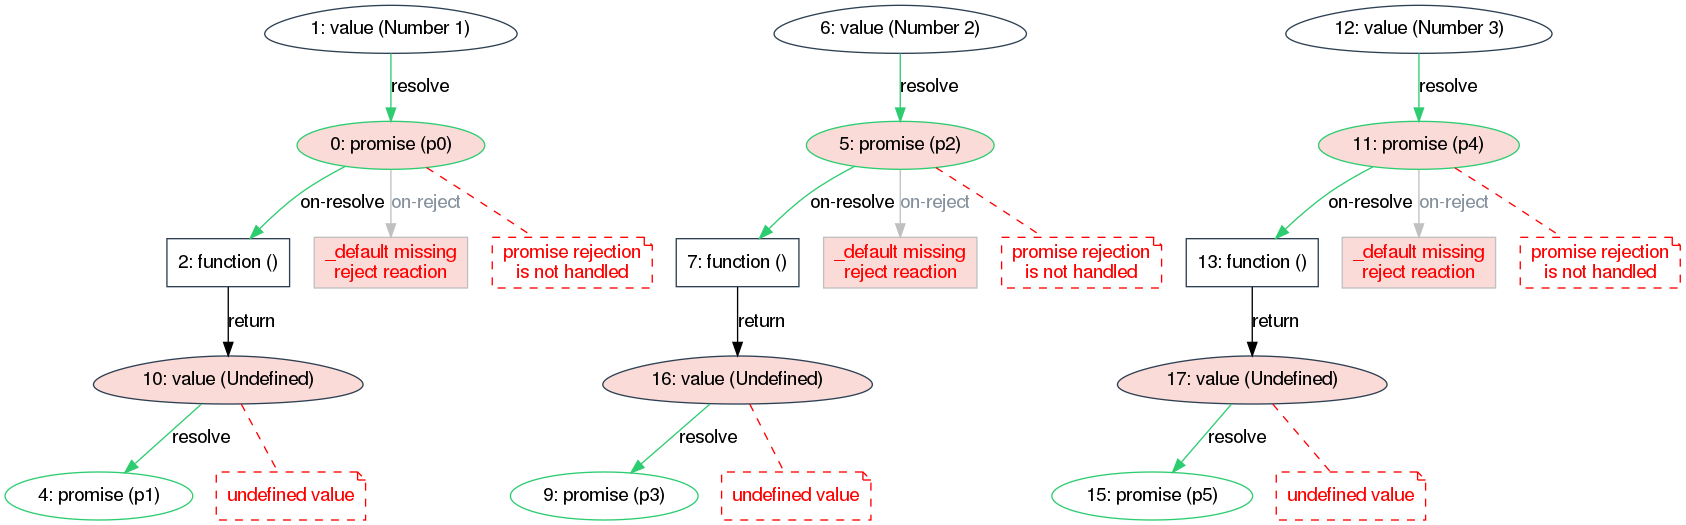 1: value (Number 1)
6: value (Number 2)
12: value (Number 3)
resolve
resolve
resolve
0: promise (p0)
5: promise (p2)
11: promise (p4)
on-resolve
on-reject
on-resolve
on-reject
on-resolve
on-reject
2: function ()
_default missing
reject reaction
promise rejection
is not handled
7: function ()
_default missing
reject reaction
promise rejection
is not handled
13: function ()
_default missing
reject reaction
promise rejection
is not handled
return
return
return
10: value (Undefined)
16: value (Undefined)
17: value (Undefined)
resolve
resolve
resolve
4: promise (p1)
undefined value
9: promise (p3)
undefined value
15: promise (p5)
undefined value